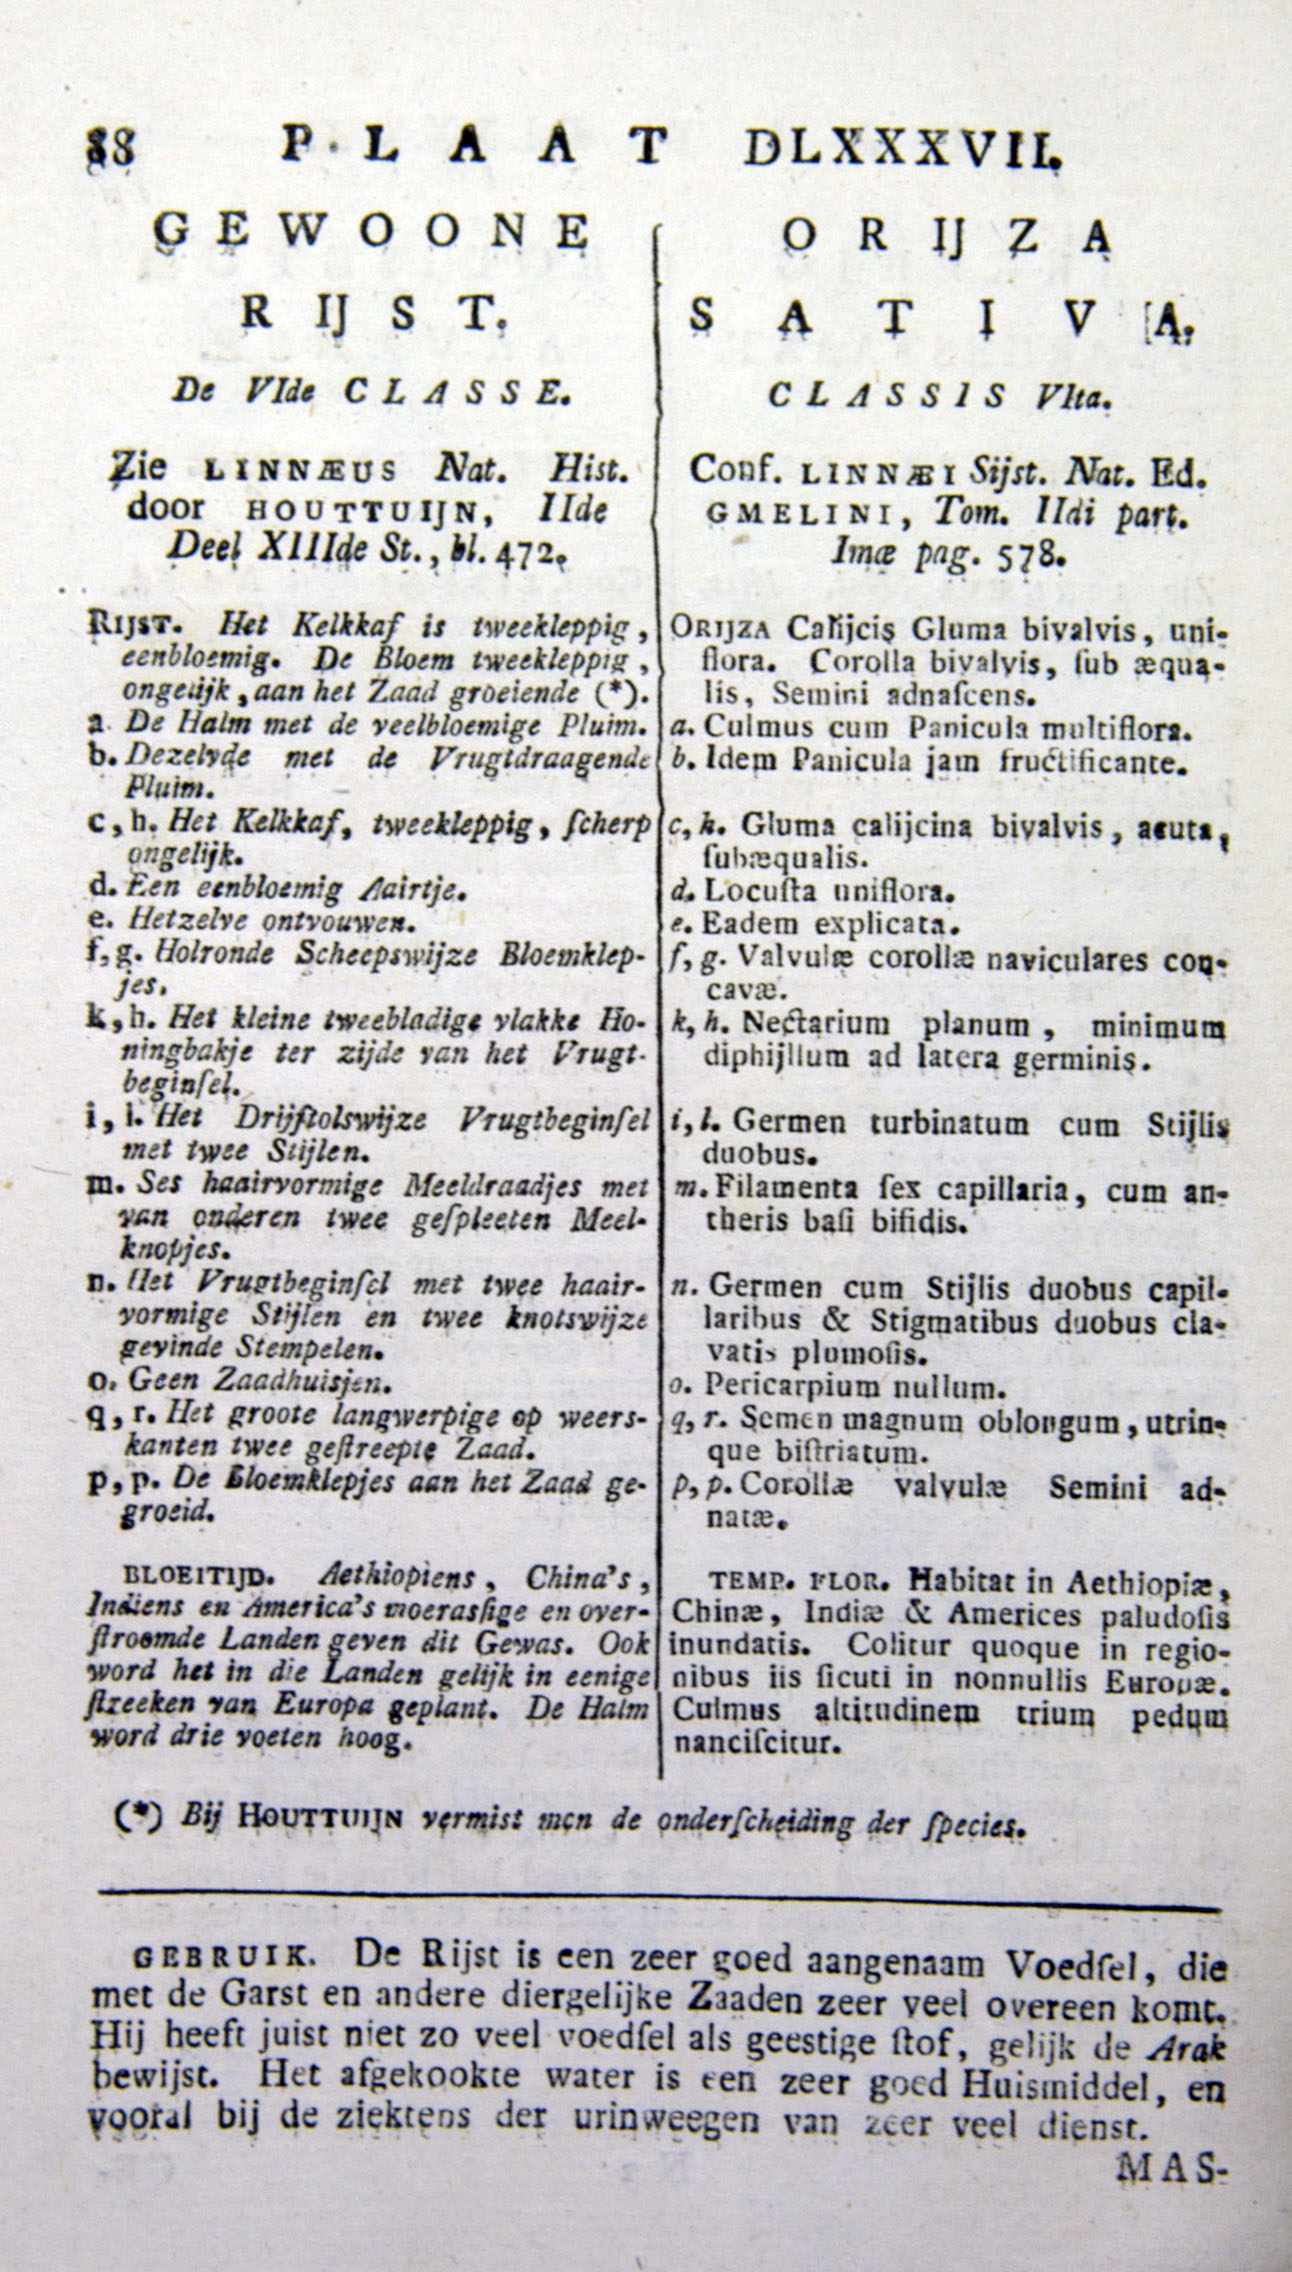 88 PLAAT DLXXXVII.
GEWOONE
RIJST.
De VIde CLASSE.
Zie LINNÆUS Nat. Hist.
door HOUTTUIJN, IIde
Deel XIIIde St., bl. 472.
RIJST. Het Kelkkaf is tweekleppig,
eenbloemig. De Bloem tweekleppig,
ongelijk, aan het Zaad groeiende (*).
a. De Halm met de veelbloemige Pluim.
b. Dezelvde met de Vrugtdraagende
Pluim.
c, h. Het Kelkkaf, tweekleppig, ſcherp
ongelijk.
d. Een eenbloemig Aairtje.
e. Hetzelve ontvouwen.
f, g. Holronde Scheepswijze Bloemklep-
jes.
k, h. Het kleine tweebladige vlakke Ho-
ningbakje ter zijde van het Vrugt-
beginſel.
i, l. Het Drijſtolswijze Vrugtbeginſel
met twee Stijlen.
m. Ses haairvormige Meeldraadjes met
van onderen twee geſpleeten Meel-
knopjes.
n. Het Vrugtbeginſel met twee haair-
vormige Stijlen en twee knotswijze
gevinde Stempelen.
o. Geen Zaadhuisjen.
q, r. Het groote langwerpige op weers-
kanten twee geſtreepte Zaad.
p, p. De Bloemklepjes aan het Zaad ge-
groeid.
BLOEITIJD. Aethiopiens, China's,
Indiens en America's moerasſige en over-
ſtroomde Landen geven dit Gewas. Ook
word het in die Landen gelijk in eenige
ſtreeken van Europa geplant. De Halm
word drie voeten hoog.
ORIJZA
SATIVA.
CLASSIS VIta.
Conf. LINNÆI Sijst. Nat. Ed.
GMELINI, Tom. IIdi part.
Imæ pag. 578.
ORIJZA Calijcis Gluma bivalvis, uni-
flora. Corolla bivalvis, ſub æqua-
lis, Semini adnaſcens.
a. Culmus cum Panicula multiflora.
b. Idem Panicula jam fructificante.
c, h. Gluma calijcina bivalvis, acuta,
ſubæqualis.
d. Locuſta uniflora.
e. Eadem explicata.
f, g. Valvulæ corollæ naviculares con-
cavæ.
k, h. Nectarium planum, minimum
diphijllum ad latera germinis.
i, l. Germen turbinatum cum Stijlis
duobus.
m. Filamenta ſex capillaria, cum an-
theris baſi bifidis.
n. Germen cum Stijlis duobus capil-
laribus & Stigmatibus duobus cla-
vatis plumoſis.
o. Pericarpium nullum.
q, r. Semen magnum oblongum, utrin-
que biſtriatum.
p, p. Corollæ valvulæ Semini ad-
natæ.
TEMP. FLOR. Habitat in Aethiopiæ,
Chinæ, Indiæ & Americes paludoſis
inundatis. Colitur quoque in regio-
nibus iis ſicuti in nonnullis Europæ.
Culmus altitudinem trium pedum
nanciſcitur.
(*) Bij HOUTTUIJN vermist men de onderſcheiding der ſpecies.
GEBRUIK. De Rijst is een zeer goed aangenaam Voedſel, die
met de Garst en andere diergelijke Zaaden zeer veel overeen komt.
Hij heeft juist niet zo veel voedſel als geestige ſtof, gelijk de Arak
bewijst. Het afgekookte water is een zeer goed Huismiddel, en
vooral bij de ziektens der urinweegen van zeer veel dienst.
MAS-